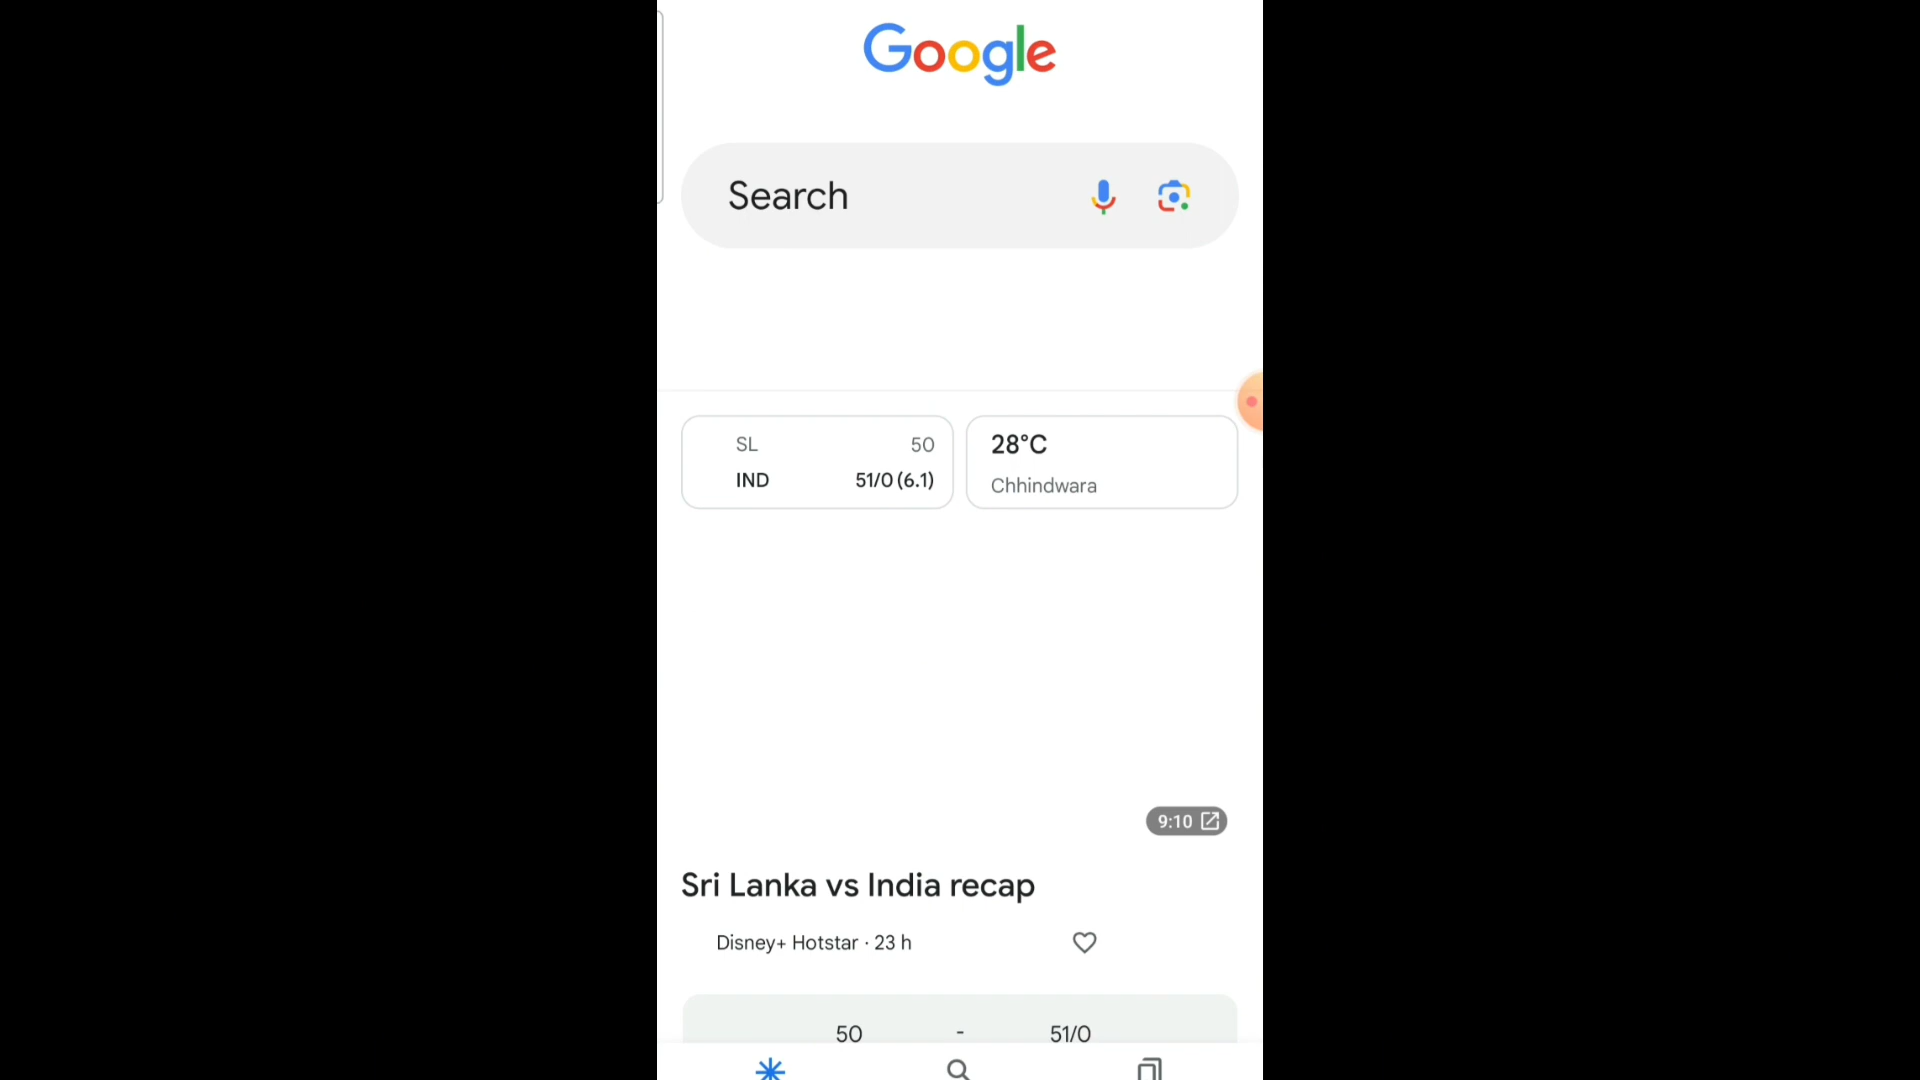 Google
Search
SL 50
IND 51/0 (6.1)
28°C
Chhindwara
9:10
Sri Lanka vs India recap
Disney+ Hotstar · 23 h
50 - 51/0